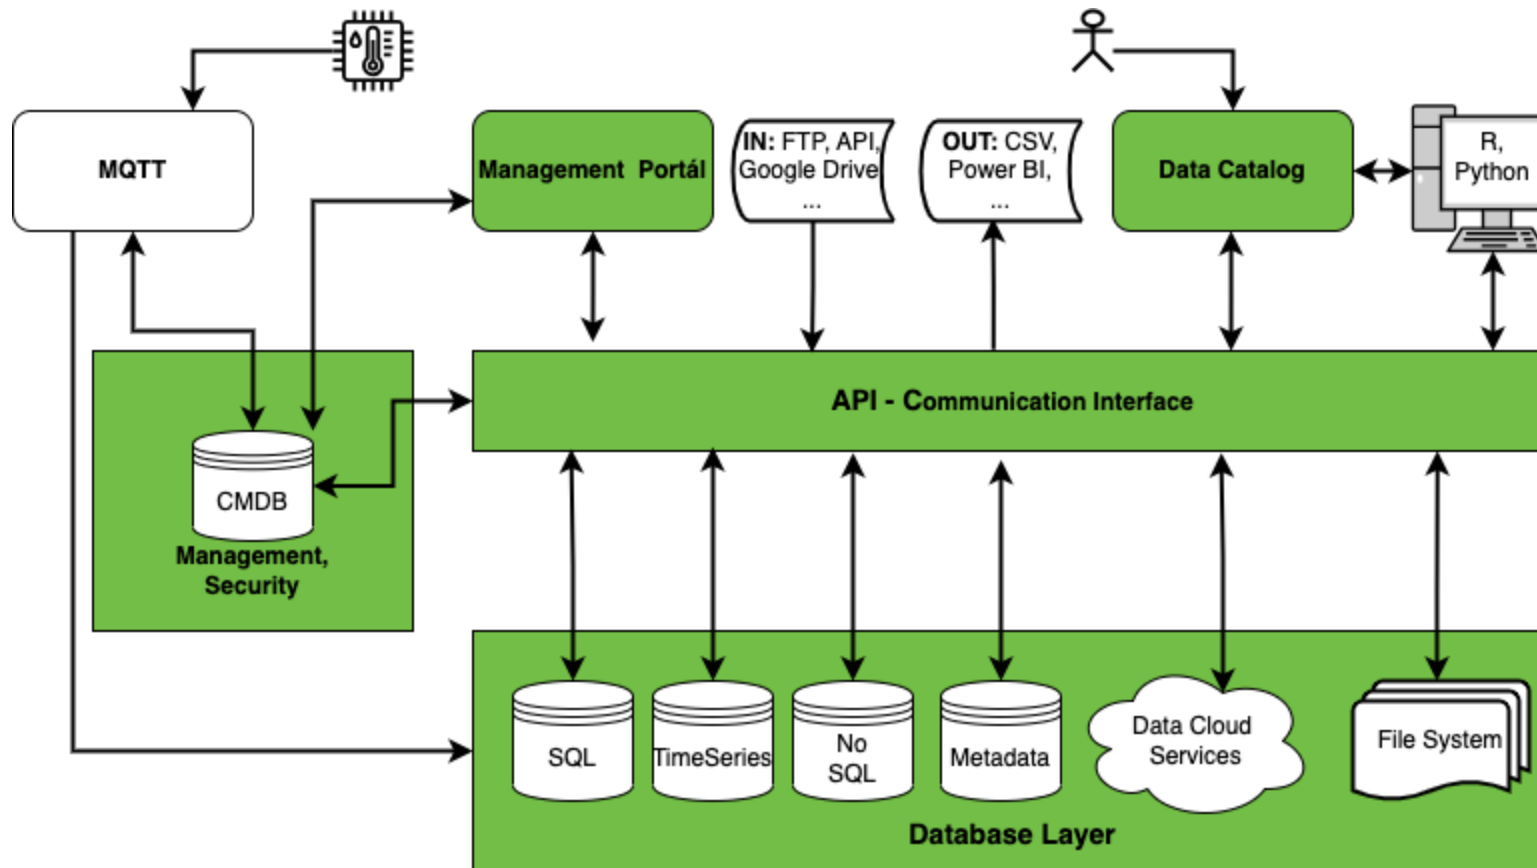 MQTT
Management Portál
IN: FTP, API,
Google Drive
...
OUT: CSV,
Power BI,
...
Data Catalog
R,
Python
API - Communication Interface
CMDB
Management,
Security
SQL
TimeSeries
No
SQL
Metadata
Data Cloud
Services
File System
Database Layer